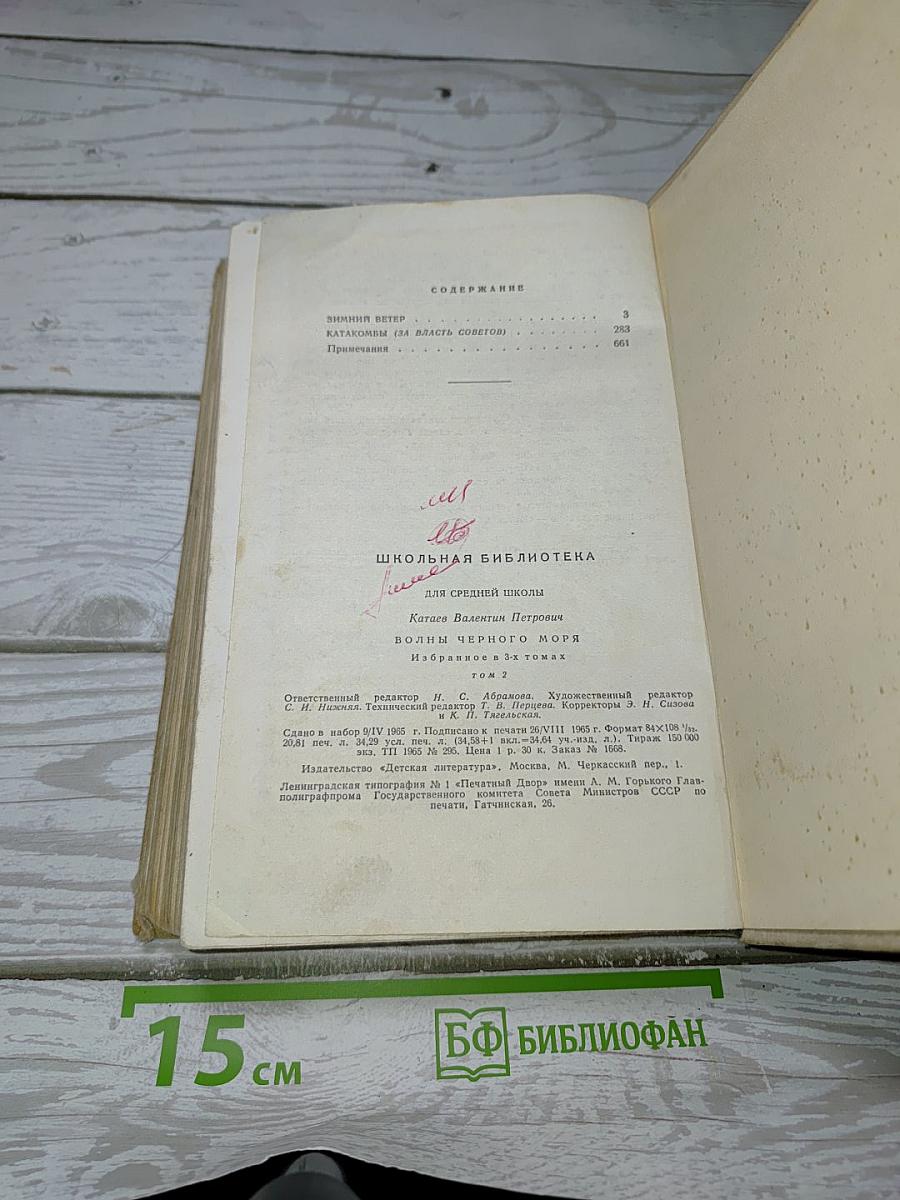 СОДЕРЖАНИЕ
ЗИМНИЙ ВЕТЕР . . . . . . . . . . . . . . . . 3
КАТАКОМБЫ (ЗА ВЛАСТЬ СОВЕТОВ) . . . . . . . 283
Примечания . . . . . . . . . . . . . . . . . 661
ШКОЛЬНАЯ БИБЛИОТЕКА
ДЛЯ СРЕДНЕЙ ШКОЛЫ
Катаев Валентин Петрович
ВОЛНЫ ЧЕРНОГО МОРЯ
Избранное в 3-х томах
ТОМ 2
Ответственный редактор Н. С. Абрамова. Художественный редактор
С. И. Нижняя. Технический редактор Т. В. Перцева. Корректоры Э. Н. Сизова
и К. П. Тягельская.
Сдано в набор 9/IV 1965 г. Подписано к печати 26/VIII 1965 г. Формат 84×108 1/32.
20,81 печ. л. 34,29 усл. печ. л. (34,58+1 вкл.=34,64 уч.-изд. л.). Тираж 150 000
экз. ТП 1965 № 295. Цена 1 р. 30 к. Заказ № 1668.
Издательство «Детская литература». Москва, М. Черкасский пер., 1.
Ленинградская типография № 1 «Печатный Двор» имени А. М. Горького Глав-
полиграфпрома Государственного комитета Совета Министров СССР по
печати, Гатчинская, 26.
15 см
БФ БИБЛИОФАН